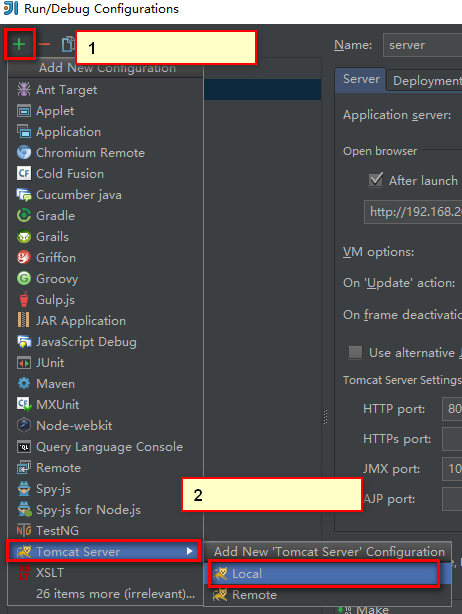 Run/Debug Configurations
1
Name: server
Add New Configuration
Ant Target
Applet
Application
Chromium Remote
Cold Fusion
Cucumber java
Gradle
Grails
Griffon
Groovy
Gulp.js
JAR Application
JavaScript Debug
JUnit
Maven
MXUnit
Node-webkit
Query Language Console
Remote
Spy-js
Spy-js for Node.js
TestNG
Tomcat Server
XSLT
26 items more (irrelevant)...
Server
Deployment
Application server:
Open browser
After launch
http://192.168.2
VM options:
On 'Update' action:
On frame deactivatio
Use alternative
Tomcat Server Settings
HTTP port: 80
HTTPs port:
JMX port: 10
AJP port:
2
Add New 'Tomcat Server' Configuration
Local
Remote
Make